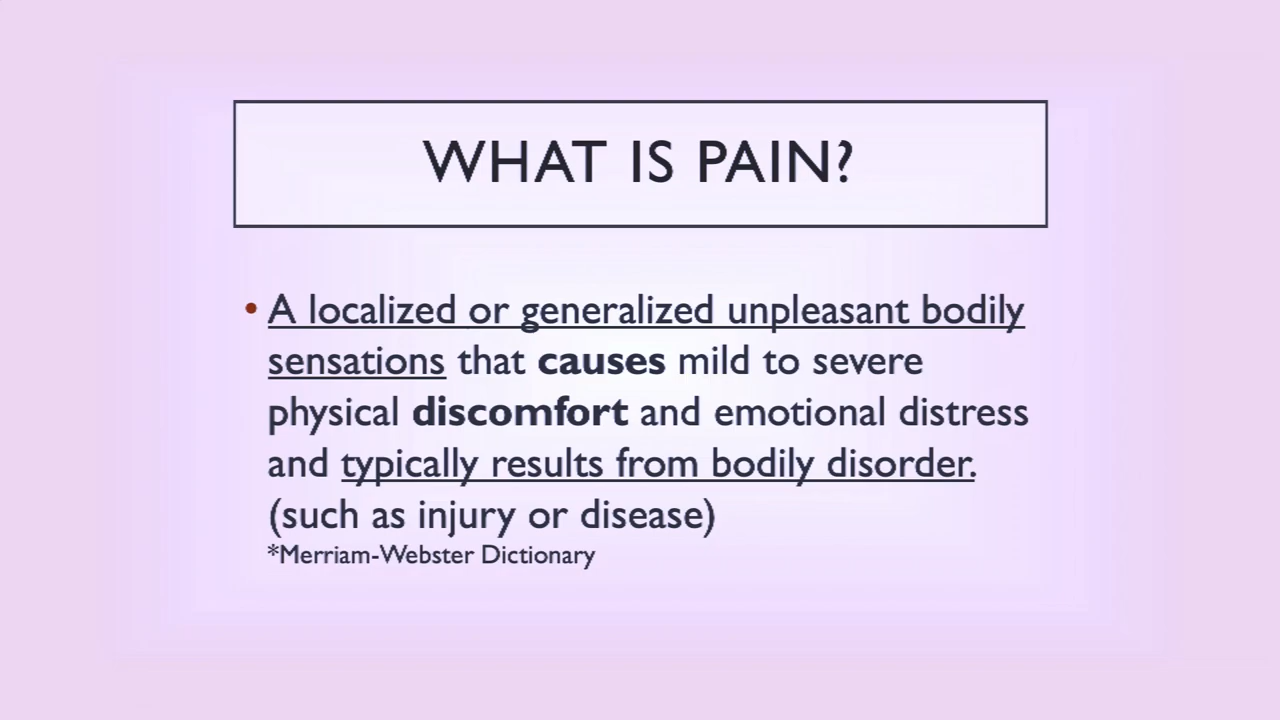 WHAT IS PAIN?
• A localized or generalized unpleasant bodily
sensations that causes mild to severe
physical discomfort and emotional distress
and typically results from bodily disorder.
(such as injury or disease)
*Merriam-Webster Dictionary